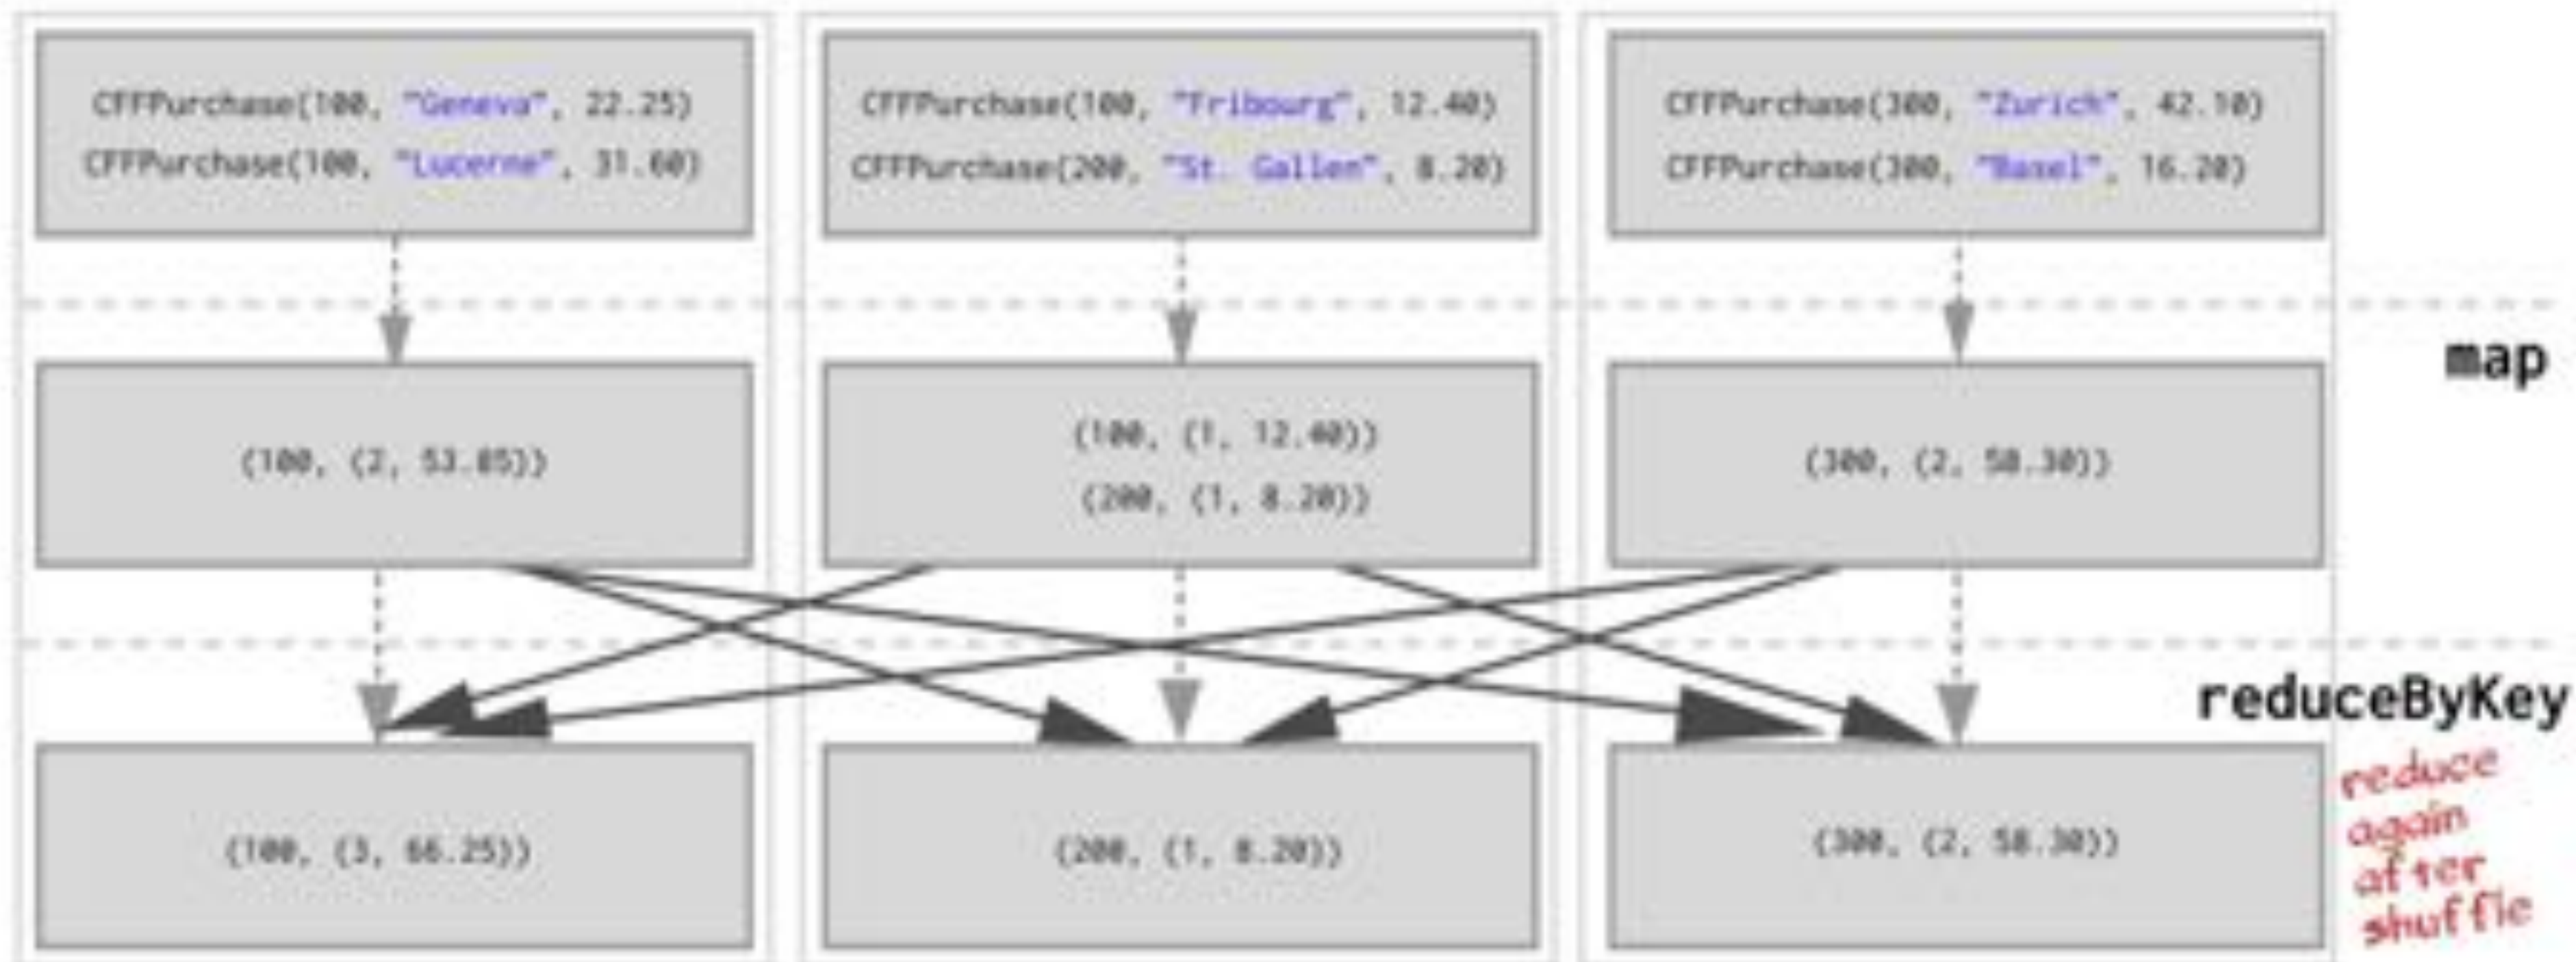 CFFPurchase(100, "Geneva", 22.25)
CFFPurchase(100, "Lucerne", 31.60)
CFFPurchase(100, "Fribourg", 12.40)
CFFPurchase(200, "St. Gallen", 8.20)
CFFPurchase(300, "Zurich", 42.10)
CFFPurchase(300, "Basel", 16.20)
map
(100, (2, 53.85))
(100, (1, 12.40))
(200, (1, 8.20))
(300, (2, 58.30))
reduceByKey
(100, (3, 66.25))
(200, (1, 8.20))
(300, (2, 58.30))
reduce
again
after
shuffle